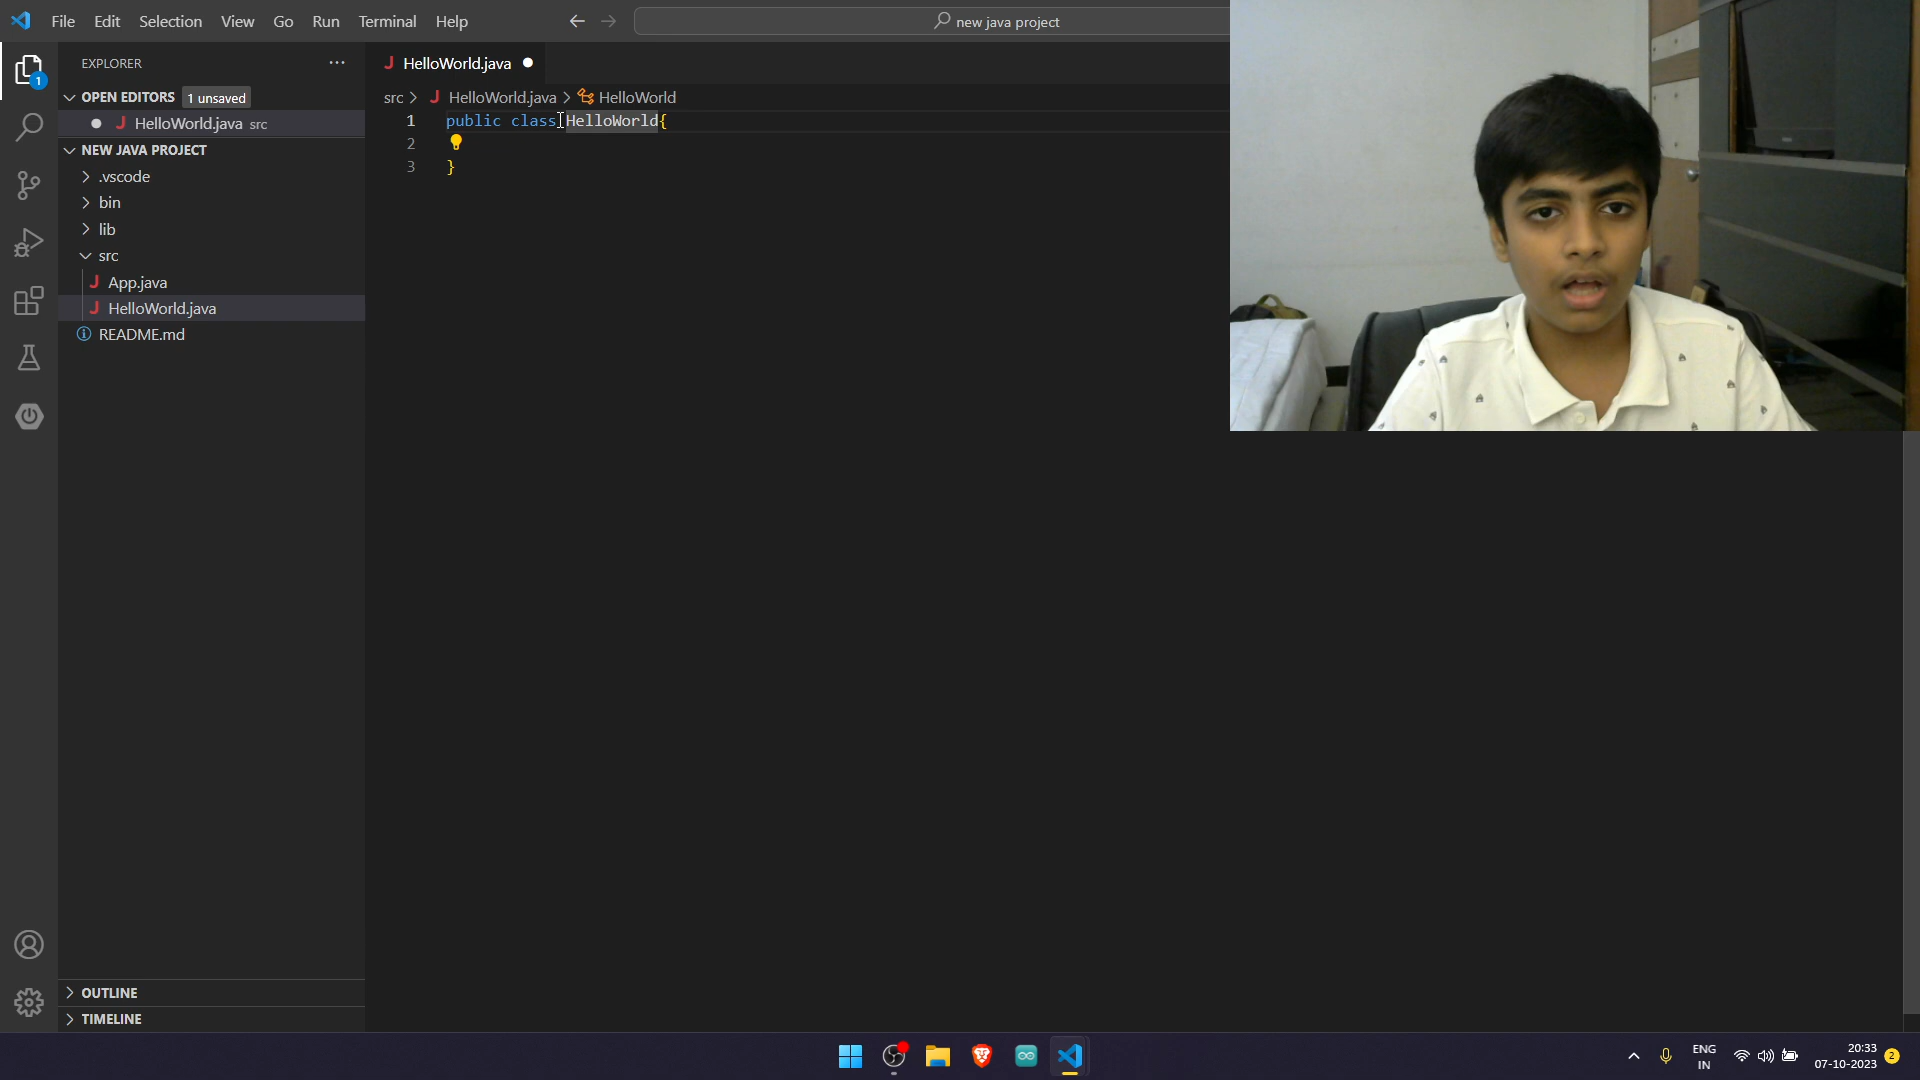 File Edit Selection View Go Run Terminal Help
new java project
EXPLORER
OPEN EDITORS 1 unsaved
HelloWorld.java src
NEW JAVA PROJECT
.vscode
bin
lib
src
App.java
HelloWorld.java
README.md
OUTLINE
TIMELINE
1
HelloWorld.java
src > HelloWorld.java > HelloWorld
1 public class HelloWorld{
2
3 }
ENG
IN
20:33
07-10-2023
2